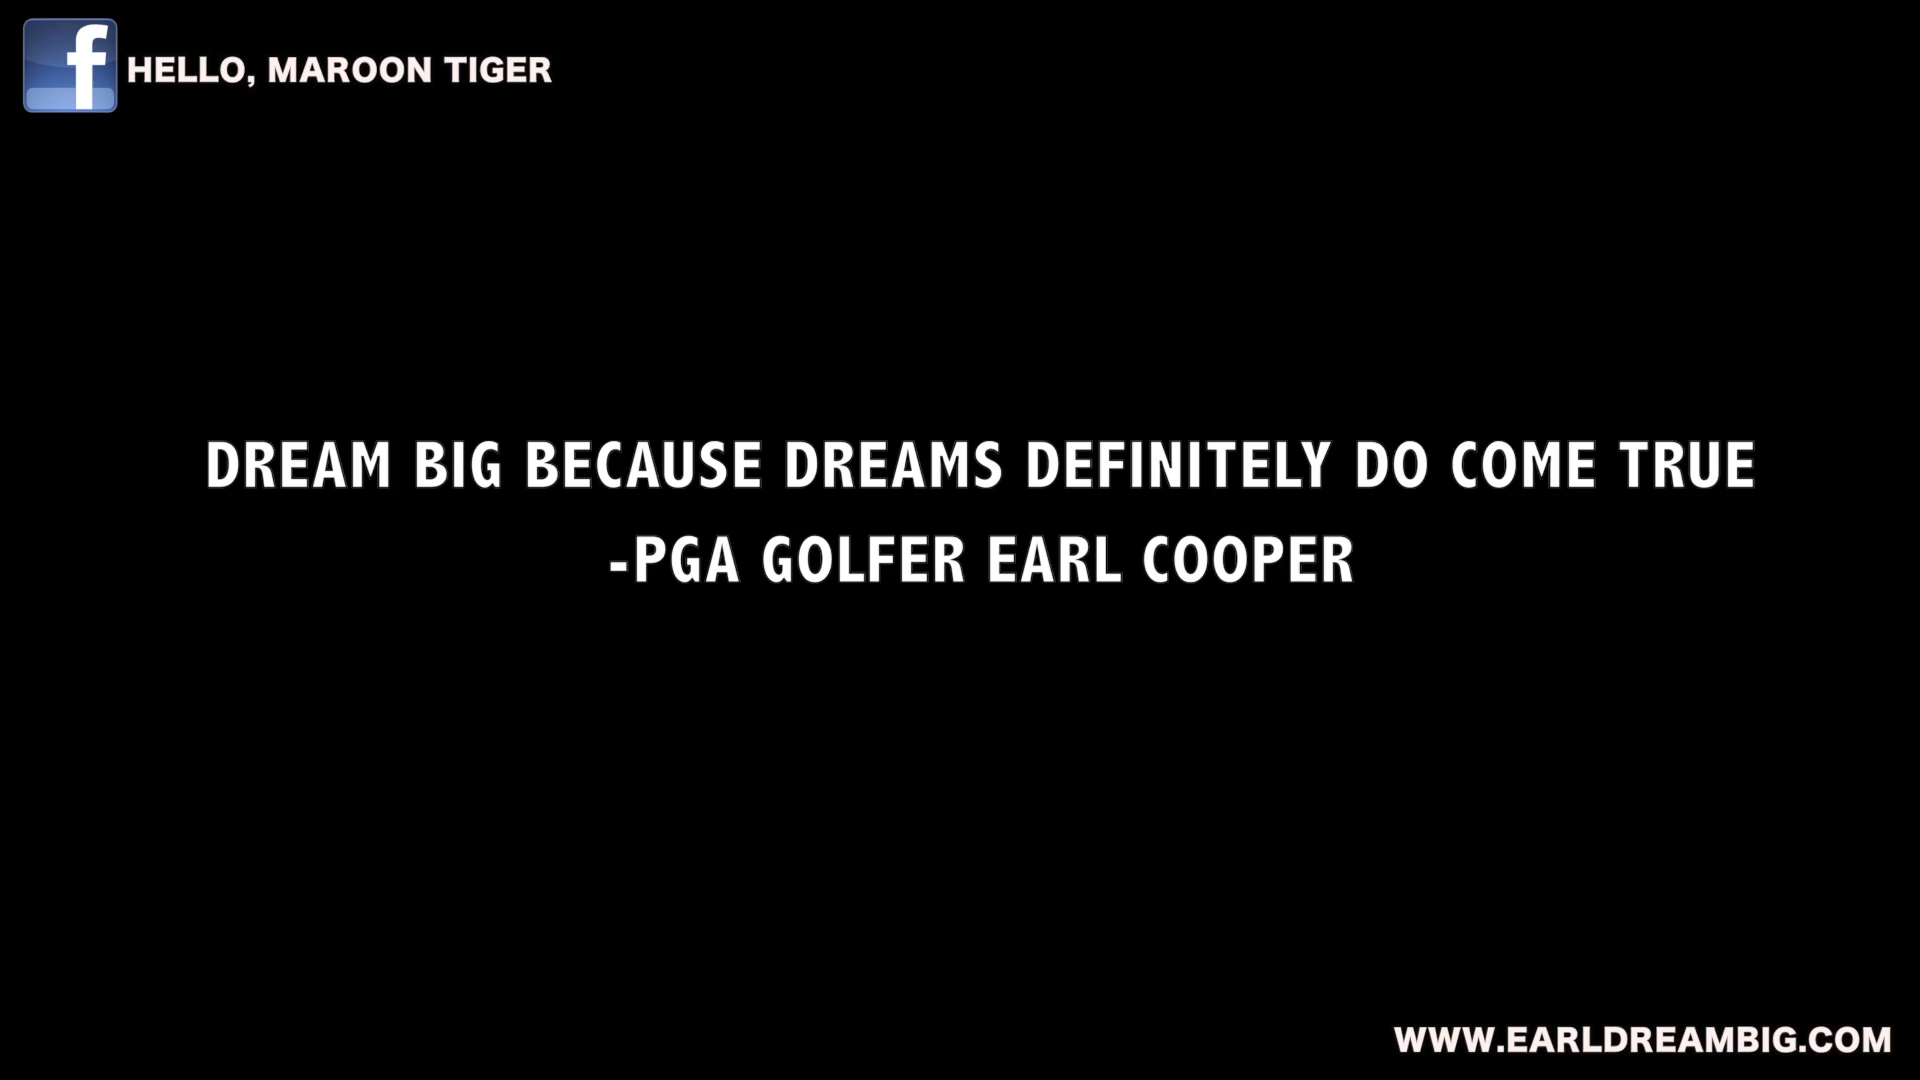 f
HELLO, MAROON TIGER
DREAM BIG BECAUSE DREAMS DEFINITELY DO COME TRUE
-PGA GOLFER EARL COOPER
WWW.EARLDREAMBIG.COM